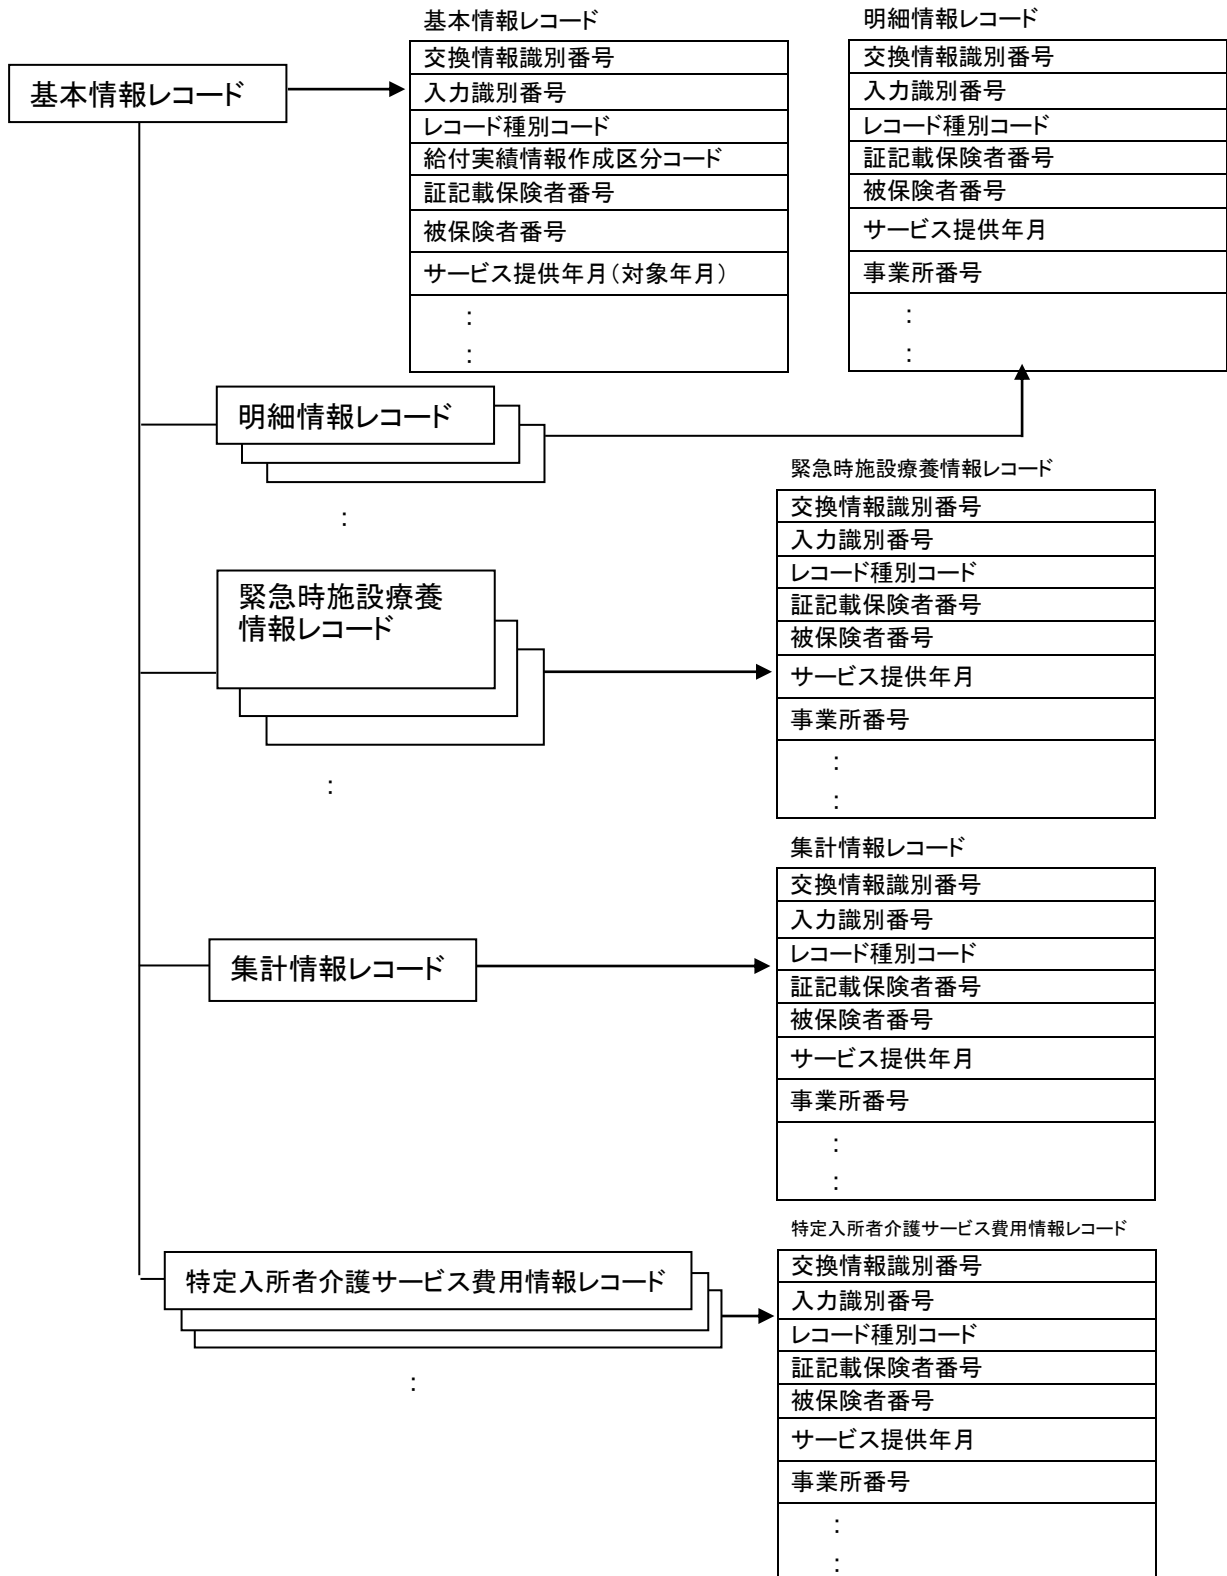 基本情報レコード
基本情報レコード
交換情報識別番号
入力識別番号
レコード種別コード
給付実績情報作成区分コード
証記載保険者番号
被保険者番号
サービス提供年月(対象年月)
:
:
明細情報レコード
交換情報識別番号
入力識別番号
レコード種別コード
証記載保険者番号
被保険者番号
サービス提供年月
事業所番号
:
:
明細情報レコード
:
緊急時施設療養情報レコード
交換情報識別番号
入力識別番号
レコード種別コード
証記載保険者番号
被保険者番号
サービス提供年月
事業所番号
:
:
緊急時施設療養
情報レコード
:
集計情報レコード
交換情報識別番号
入力識別番号
レコード種別コード
証記載保険者番号
被保険者番号
サービス提供年月
事業所番号
:
:
集計情報レコード
特定入所者介護サービス費用情報レコード
交換情報識別番号
入力識別番号
レコード種別コード
証記載保険者番号
被保険者番号
サービス提供年月
事業所番号
:
:
特定入所者介護サービス費用情報レコード
: